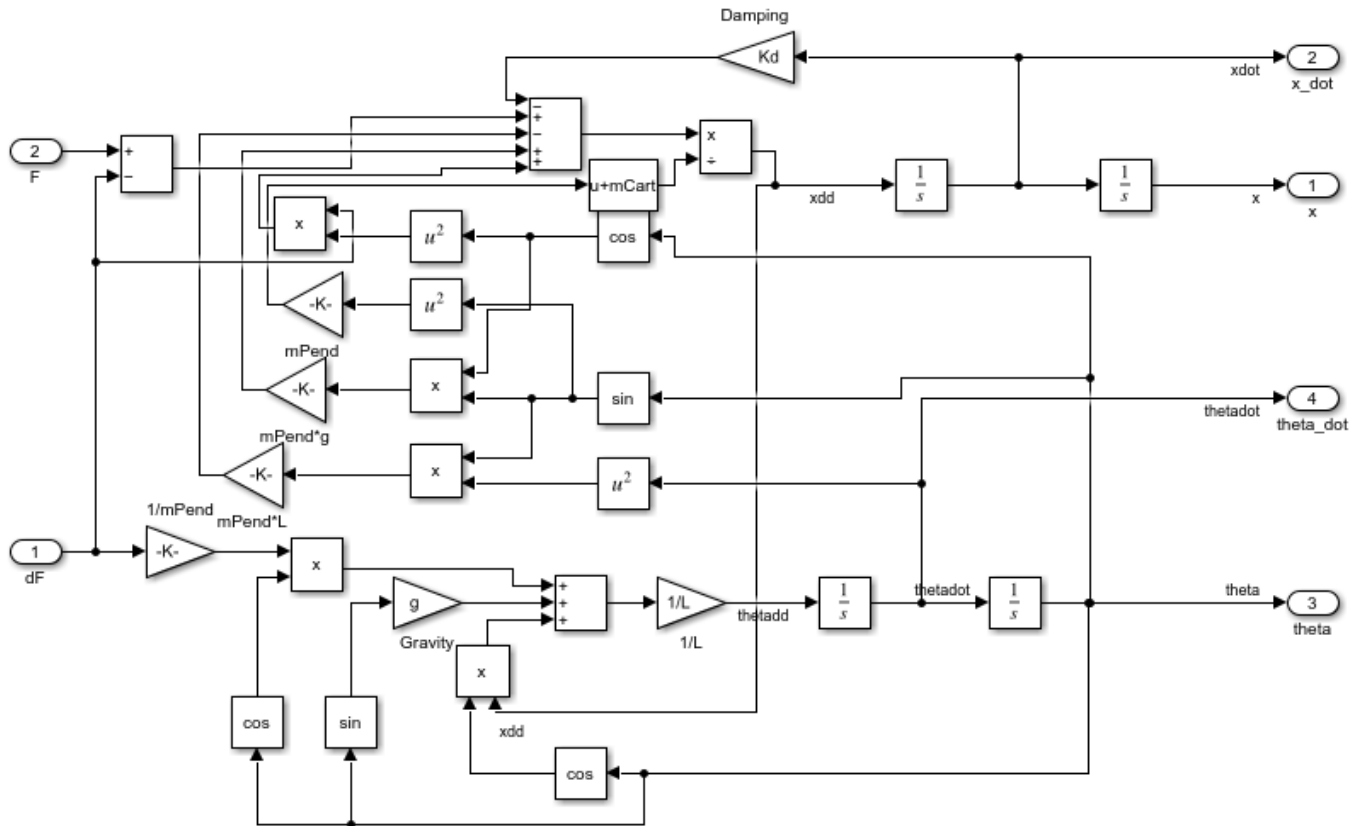 Damping
Kd
xdot
2
x_dot
2
F
+
−
−
+
−
+
+
x
÷
u+mCart
xdd
1
s
1
s
x
1
x
x
u²
cos
-K-
u²
mPend
-K-
x
sin
thetadot
4
theta_dot
mPend*g
-K-
x
u²
1/mPend
mPend*L
1
dF
-K-
x
g
Gravity
+
+
+
1/L
1/L
thetadd
1
s
thetadot
1
s
theta
3
theta
x
cos
sin
xdd
cos